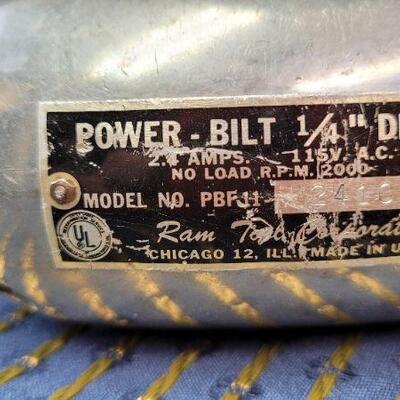 POWER - BILT 1/4" D
2.4 AMPS. 115V. A.C.
NO LOAD R.P.M. 2000
MODEL NO. PBF11
UL
Ram Tool Corporat
CHICAGO 12, ILL. MADE IN U